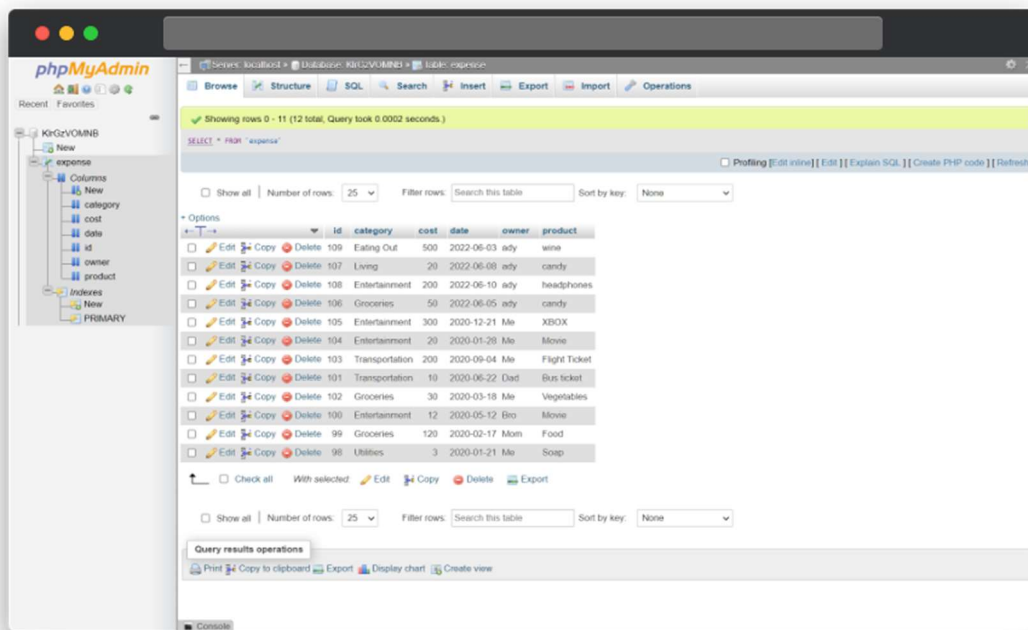 phpMyAdmin
Recent Favorites
KlrGzVOMNB
New
expense
Columns
New
category
cost
date
id
owner
product
Indexes
New
PRIMARY
Server: localhost » Database: KlrGzVOMNB » Table: expense
Browse Structure SQL Search Insert Export Import Operations
Showing rows 0 - 11 (12 total, Query took 0.0002 seconds.)
SELECT * FROM `expense`
Profiling [Edit inline] [ Edit ] [ Explain SQL ] [ Create PHP code ] [ Refresh
Show all Number of rows: 25 Filter rows: Search this table Sort by key: None
+ Options
←T→ id category cost date owner product
Edit Copy Delete 109 Eating Out 500 2022-06-03 ady wine
Edit Copy Delete 107 Living 20 2022-06-08 ady candy
Edit Copy Delete 108 Entertainment 200 2022-06-10 ady headphones
Edit Copy Delete 106 Groceries 50 2022-06-05 ady candy
Edit Copy Delete 105 Entertainment 300 2020-12-21 Me XBOX
Edit Copy Delete 104 Entertainment 20 2020-01-28 Me Movie
Edit Copy Delete 103 Transportation 200 2020-09-04 Me Flight Ticket
Edit Copy Delete 101 Transportation 10 2020-06-22 Dad Bus ticket
Edit Copy Delete 102 Groceries 30 2020-03-18 Me Vegetables
Edit Copy Delete 100 Entertainment 12 2020-05-12 Bro Movie
Edit Copy Delete 99 Groceries 120 2020-02-17 Mom Food
Edit Copy Delete 98 Utilities 3 2020-01-21 Me Soap
Check all With selected: Edit Copy Delete Export
Show all Number of rows: 25 Filter rows: Search this table Sort by key: None
Query results operations
Print Copy to clipboard Export Display chart Create view
Console